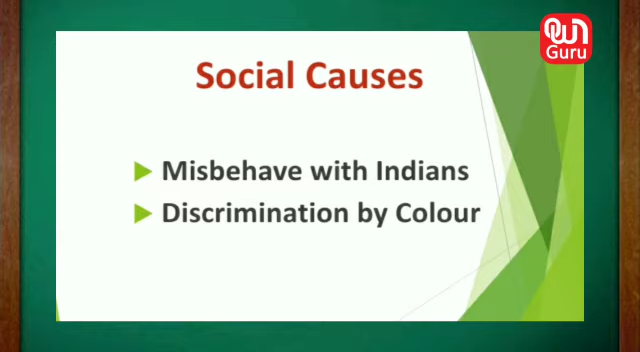 Guru
Social Causes
Misbehave with Indians
Discrimination by Colour